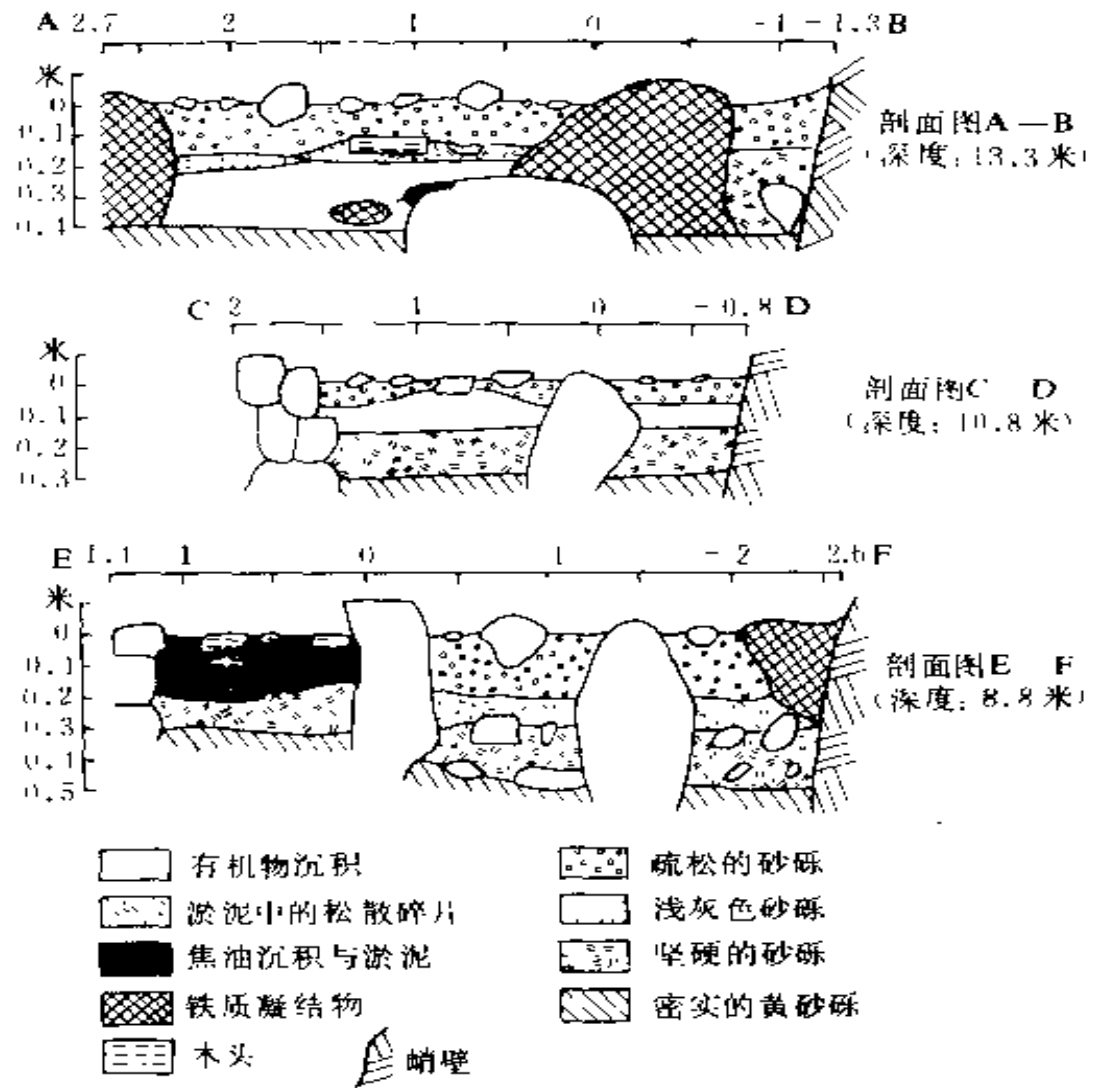 A 2.7 2 1 0 -1 -1.3 B
米
0
0.1
0.2
0.3
0.4
剖面图A—B
(深度: 13.3 米)
C 2 1 0 -0.8 D
米
0
0.1
0.2
0.3
剖面图C D
(深度: 10.8 米)
E 1.4 1 0 1 -2 2.6 F
米
0
0.1
0.2
0.3
0.4
0.5
剖面图E F
(深度: 8.8 米)
有机物沉积
疏松的砂砾
淤泥中的松散碎片
浅灰色砂砾
焦油沉积与淤泥
坚硬的砂砾
铁质凝结物
密实的黄砂砾
木头
峭壁